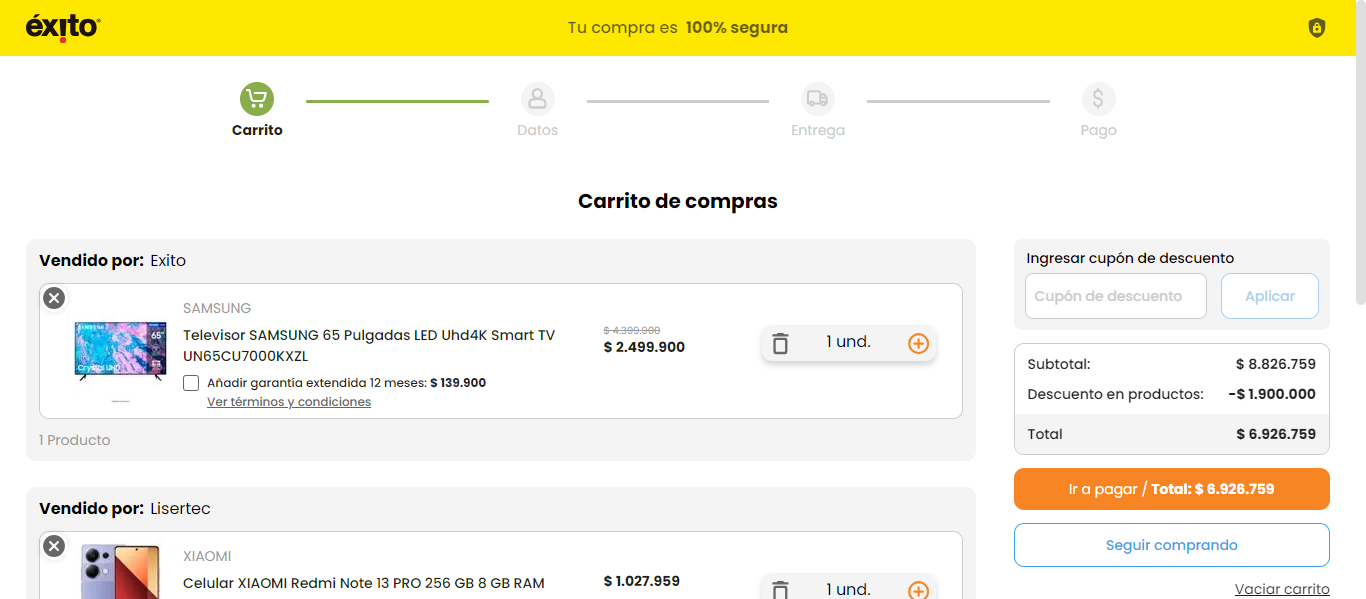 éxito
Tu compra es 100% segura
Carrito
Datos
Entrega
Pago
Carrito de compras
Vendido por: Exito
SAMSUNG
Televisor SAMSUNG 65 Pulgadas LED Uhd4K Smart TV
UN65CU7000KXZL
Añadir garantía extendida 12 meses: $ 139.900
Ver términos y condiciones
$ 4.399.900
$ 2.499.900
1 und.
SAMSUNG
65"
Crystal UHD
1 Producto
Vendido por: Lisertec
XIAOMI
Celular XIAOMI Redmi Note 13 PRO 256 GB 8 GB RAM
$ 1.027.959
1 und.
Ingresar cupón de descuento
Cupón de descuento
Aplicar
Subtotal: $ 8.826.759
Descuento en productos: -$ 1.900.000
Total $ 6.926.759
Ir a pagar / Total: $ 6.926.759
Seguir comprando
Vaciar carrito